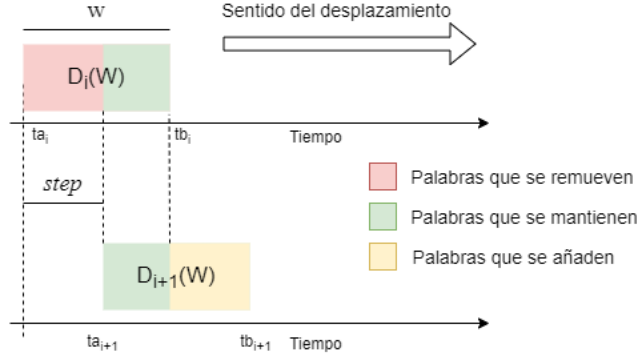 w
Sentido del desplazamiento
Dᵢ(W)
taᵢ
tbᵢ
Tiempo
step
Palabras que se remueven
Palabras que se mantienen
Palabras que se añaden
Dᵢ₊₁(W)
taᵢ₊₁
tbᵢ₊₁
Tiempo